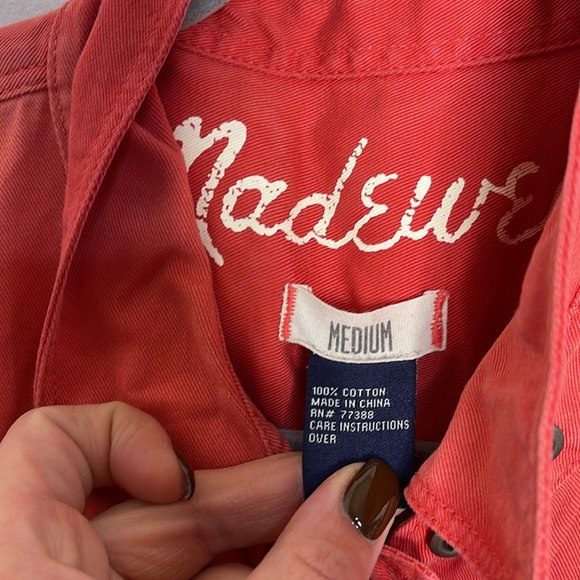 Madewe
MEDIUM
100% COTTON
MADE IN CHINA
RN# 77388
CARE INSTRUCTIONS
OVER